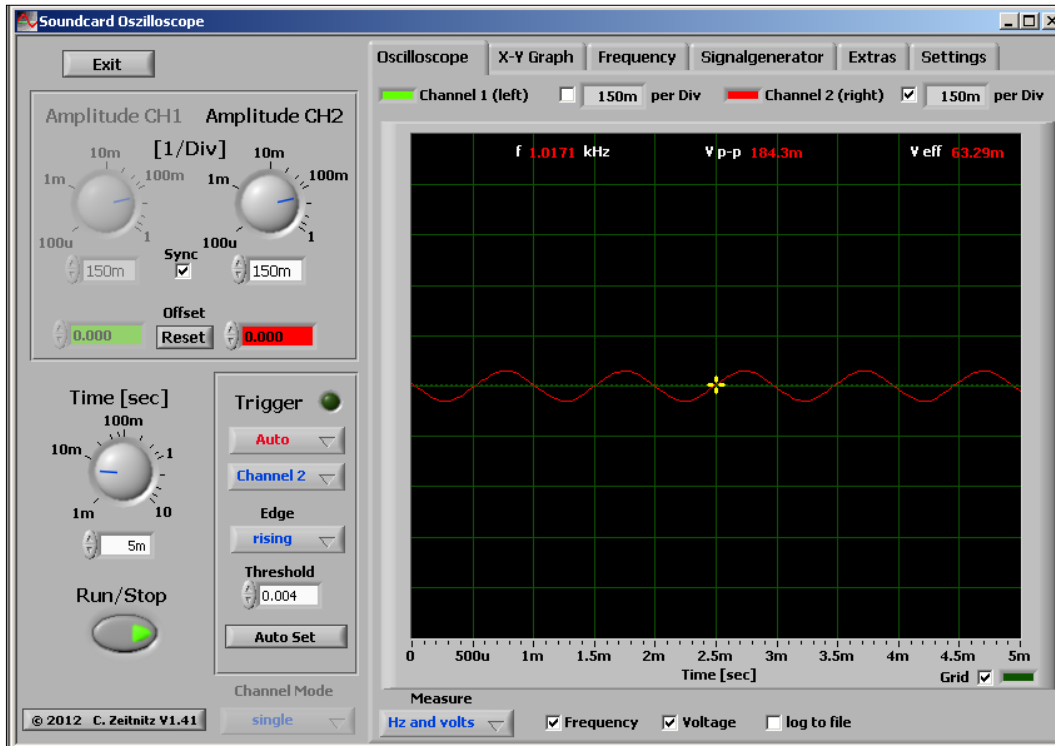 Soundcard Oszilloscope
Exit
Amplitude CH1 Amplitude CH2
[1/Div]
10m 10m
1m 100m 1m 100m
100u 1 100u 1
Sync
150m 150m
Offset
0.000 Reset 0.000
Time [sec]
100m
10m 1
1m 10
5m
Run/Stop
© 2012 C. Zeitnitz V1.41
Trigger
Auto
Channel 2
Edge
rising
Threshold
0.004
Auto Set
Channel Mode
single
Oscilloscope X-Y Graph Frequency Signalgenerator Extras Settings
Channel 1 (left) 150m per Div Channel 2 (right) 150m per Div
f 1.0171 kHz V p-p 184.3m V eff 63.29m
0 500u 1m 1.5m 2m 2.5m 3m 3.5m 4m 4.5m 5m
Time [sec] Grid
Measure
Hz and volts Frequency Voltage log to file